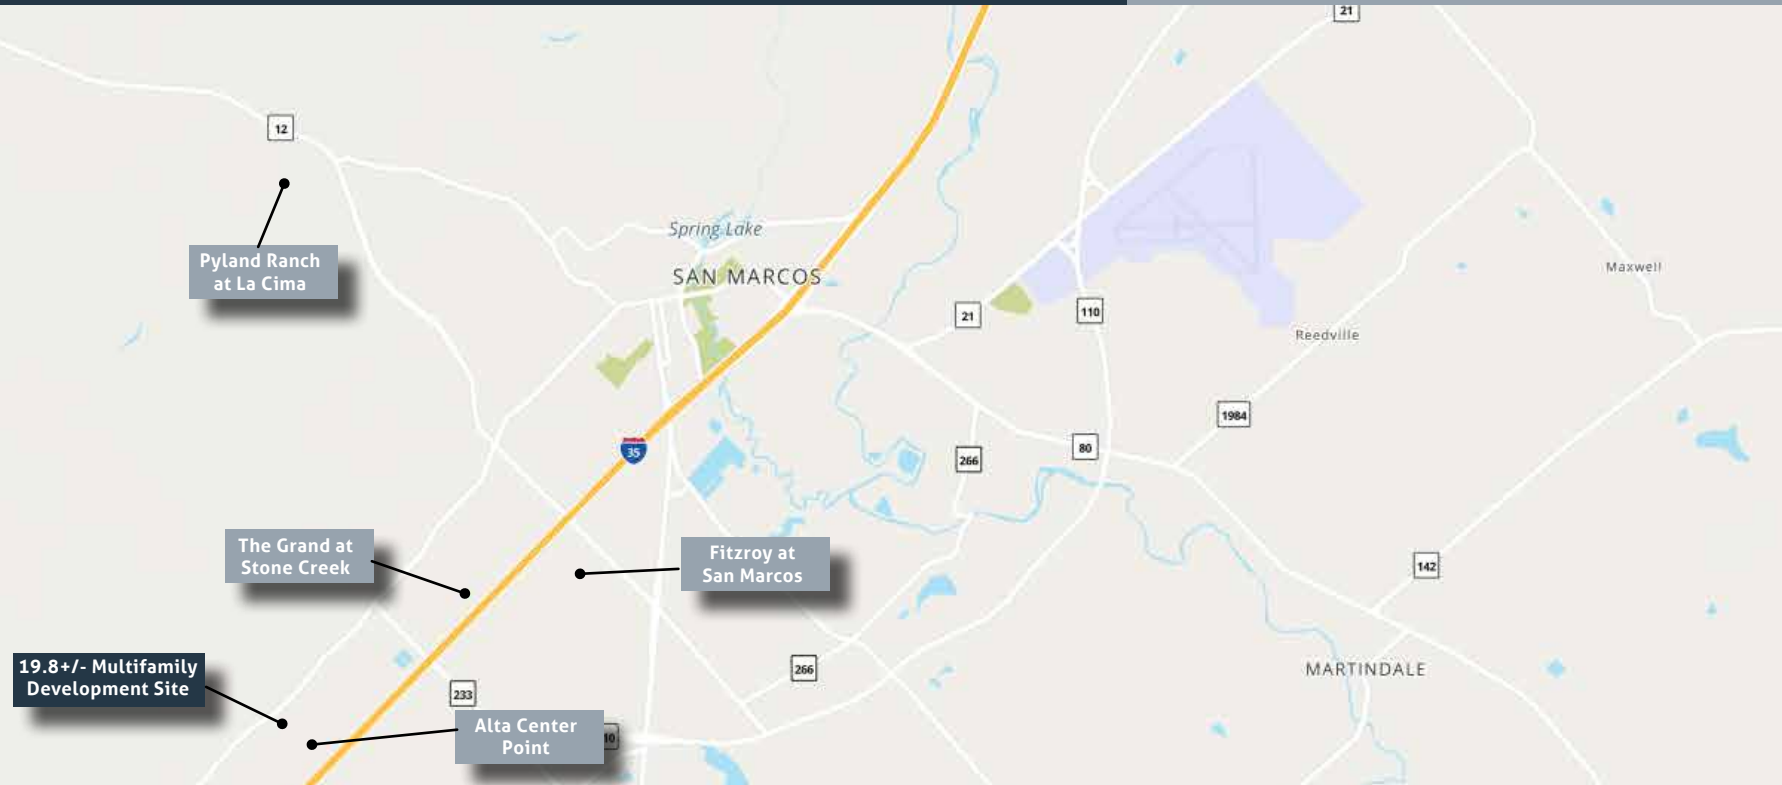 21
12
Spring Lake
Pyland Ranch
at La Cima
SAN MARCOS
Maxwell
21
110
Reedville
1984
35
80
266
The Grand at
Stone Creek
Fitzroy at
San Marcos
142
19.8+/- Multifamily
Development Site
266
MARTINDALE
233
Alta Center
Point
10